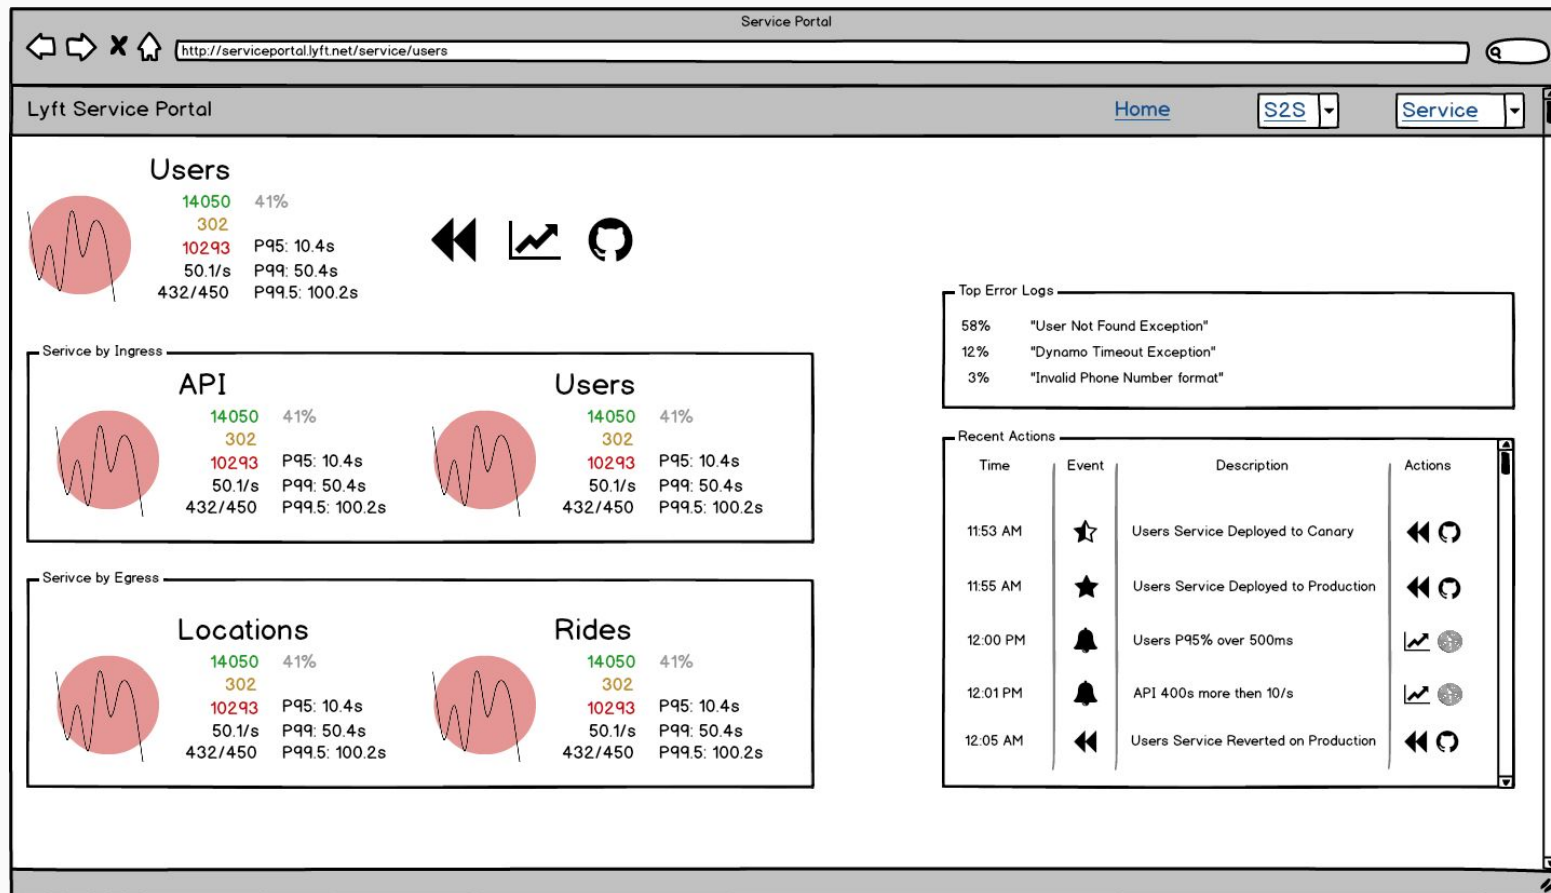 Service Portal
http://serviceportal.lyft.net/service/users
Lyft Service Portal
Home
S2S
Service
Users
14050 41%
302
10293 P95: 10.4s
50.1/s P99: 50.4s
432/450 P99.5: 100.2s
Serivce by Ingress
API
14050 41%
302
10293 P95: 10.4s
50.1/s P99: 50.4s
432/450 P99.5: 100.2s
Users
14050 41%
302
10293 P95: 10.4s
50.1/s P99: 50.4s
432/450 P99.5: 100.2s
Serivce by Egress
Locations
14050 41%
302
10293 P95: 10.4s
50.1/s P99: 50.4s
432/450 P99.5: 100.2s
Rides
14050 41%
302
10293 P95: 10.4s
50.1/s P99: 50.4s
432/450 P99.5: 100.2s
Top Error Logs
58% "User Not Found Exception"
12% "Dynamo Timeout Exception"
3% "Invalid Phone Number format"
Recent Actions
Time Event Description Actions
11:53 AM Users Service Deployed to Canary
11:55 AM Users Service Deployed to Production
12:00 PM Users P95% over 500ms
12:01 PM API 400s more then 10/s
12:05 AM Users Service Reverted on Production